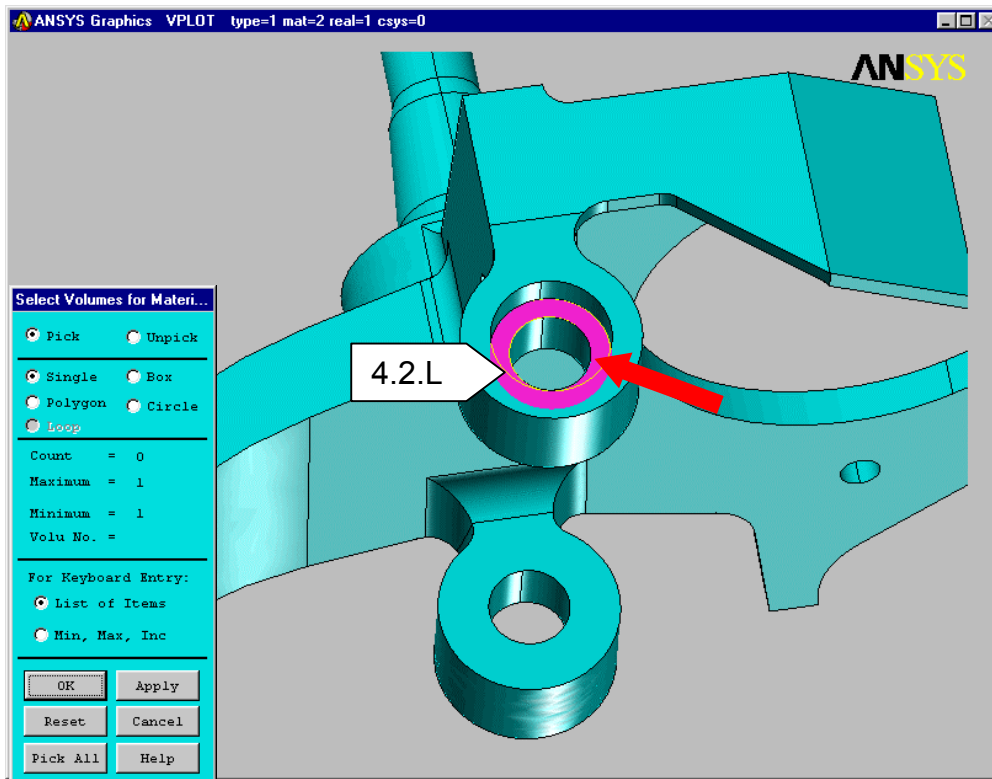 ANSYS Graphics VPLOT type=1 mat=2 real=1 csys=0
ANSYS
Select Volumes for Materi...
Pick Unpick
Single Box
Polygon Circle
Loop
Count = 0
Maximum = 1
Minimum = 1
Volu No. =
For Keyboard Entry:
List of Items
Min, Max, Inc
OK Apply
Reset Cancel
Pick All Help
4.2.L